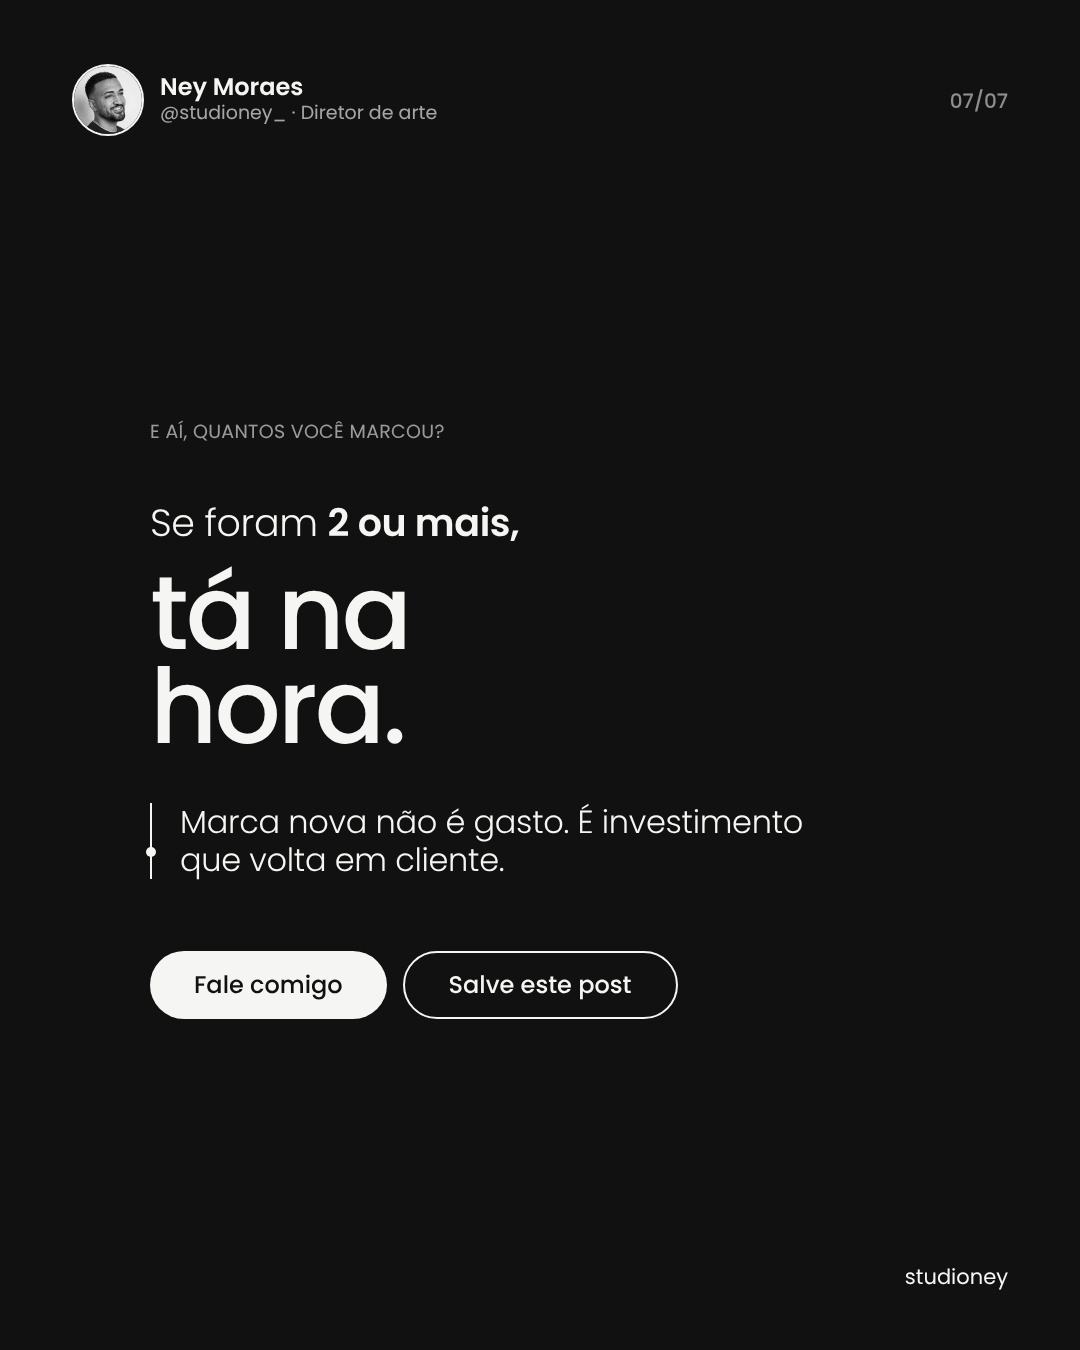 Ney Moraes
@studioney_ · Diretor de arte
07/07
E AÍ, QUANTOS VOCÊ MARCOU?
Se foram 2 ou mais,
tá na
hora.
Marca nova não é gasto. É investimento
que volta em cliente.
Fale comigo
Salve este post
studioney